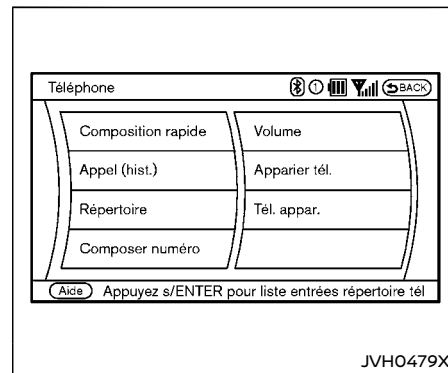 Téléphone 1 BACK
Composition rapide
Appel (hist.)
Répertoire
Composer numéro
Volume
Apparier tél.
Tél. appar.
Aide Appuyez s/ENTER pour liste entrées répertoire tél
JVH0479X